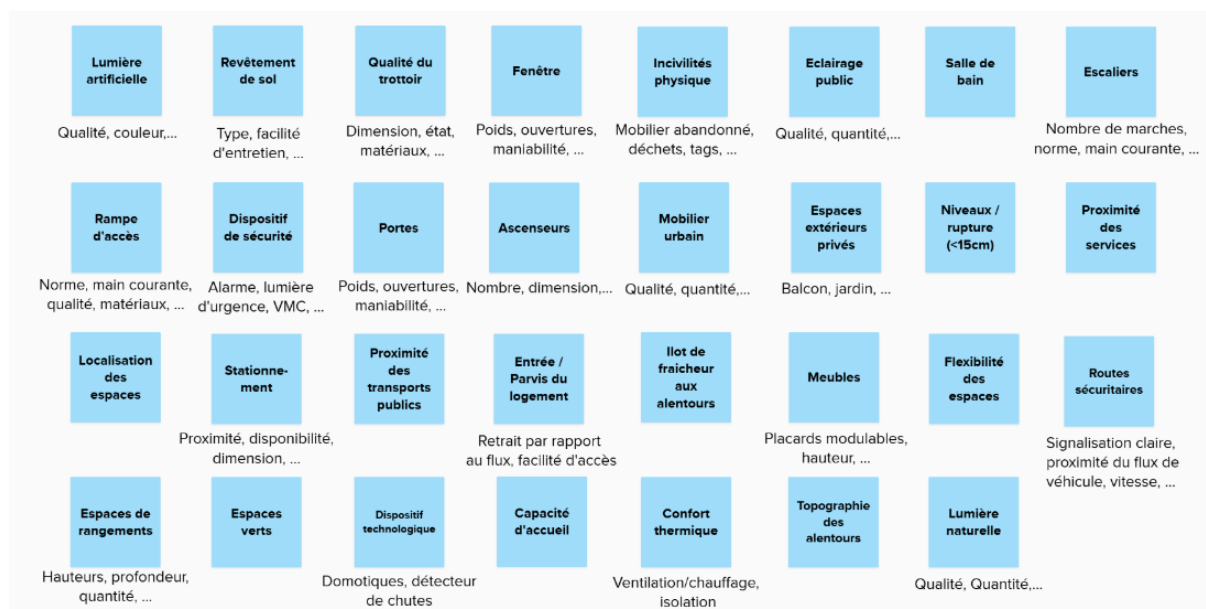 Lumière
artificielle
Qualité, couleur,...
Revêtement
de sol
Type, facilité
d'entretien, ...
Qualité du
trottoir
Dimension, état,
matériaux, ...
Fenêtre
Poids, ouvertures,
maniabilité, ...
Incivilités
physique
Mobilier abandonné,
déchets, tags, ...
Eclairage
public
Qualité, quantité,...
Salle de
bain
Escaliers
Nombre de marches,
norme, main courante, ...
Rampe
d'accès
Norme, main courante,
qualité, matériaux, ...
Dispositif
de sécurité
Alarme, lumière
d'urgence, VMC, ...
Portes
Poids, ouvertures,
maniabilité, ...
Ascenseurs
Nombre, dimension,...
Mobilier
urbain
Qualité, quantité,...
Espaces
extérieurs
privés
Balcon, jardin, ...
Niveaux /
rupture
(<15cm)
Proximité
des
services
Localisation
des
espaces
Stationne-
ment
Proximité, disponibilité,
dimension, ...
Proximité
des
transports
publics
Entrée /
Parvis du
logement
Retrait par rapport
au flux, facilité d'accès
Ilot de
fraicheur
aux
alentours
Meubles
Placards modulables,
hauteur, ...
Flexibilité
des
espaces
Routes
sécuritaires
Signalisation claire,
proximité du flux de
véhicule, vitesse, ...
Espaces de
rangements
Hauteurs, profondeur,
quantité, ...
Espaces
verts
Dispositif
technologique
Domotiques, détecteur
de chutes
Capacité
d'accueil
Confort
thermique
Ventilation/chauffage,
isolation
Topographie
des
alentours
Lumière
naturelle
Qualité, Quantité,...